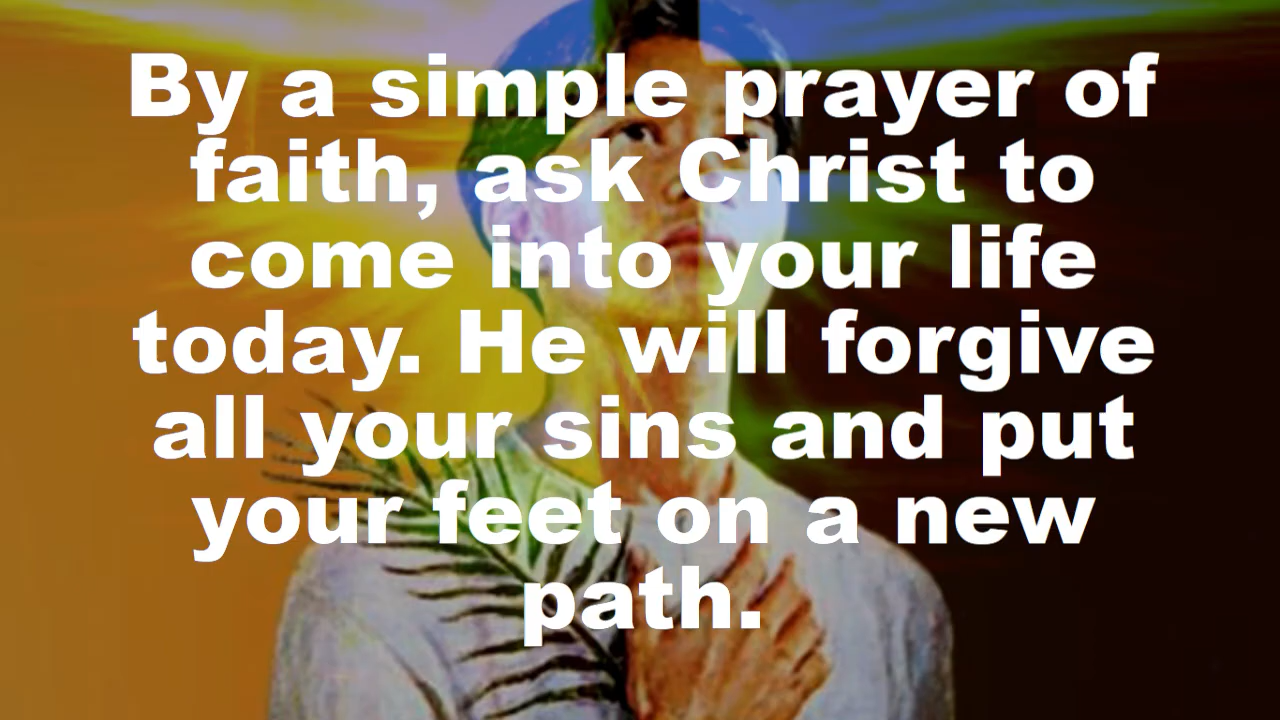 By a simple prayer of
faith, ask Christ to
come into your life
today. He will forgive
all your sins and put
your feet on a new
path.